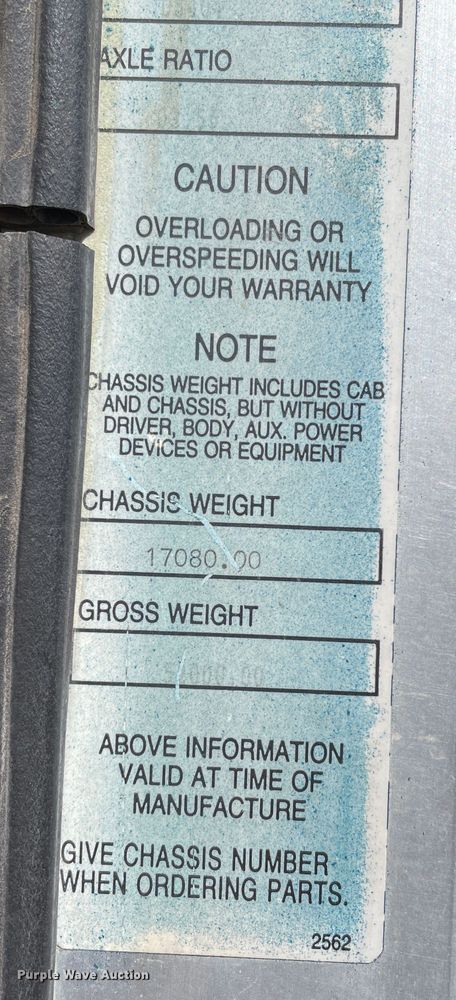 AXLE RATIO
CAUTION
OVERLOADING OR
OVERSPEEDING WILL
VOID YOUR WARRANTY
NOTE
CHASSIS WEIGHT INCLUDES CAB
AND CHASSIS, BUT WITHOUT
DRIVER, BODY, AUX. POWER
DEVICES OR EQUIPMENT
CHASSIS WEIGHT
17080.00
GROSS WEIGHT
ABOVE INFORMATION
VALID AT TIME OF
MANUFACTURE
GIVE CHASSIS NUMBER
WHEN ORDERING PARTS.
2562
Purple Wave Auction